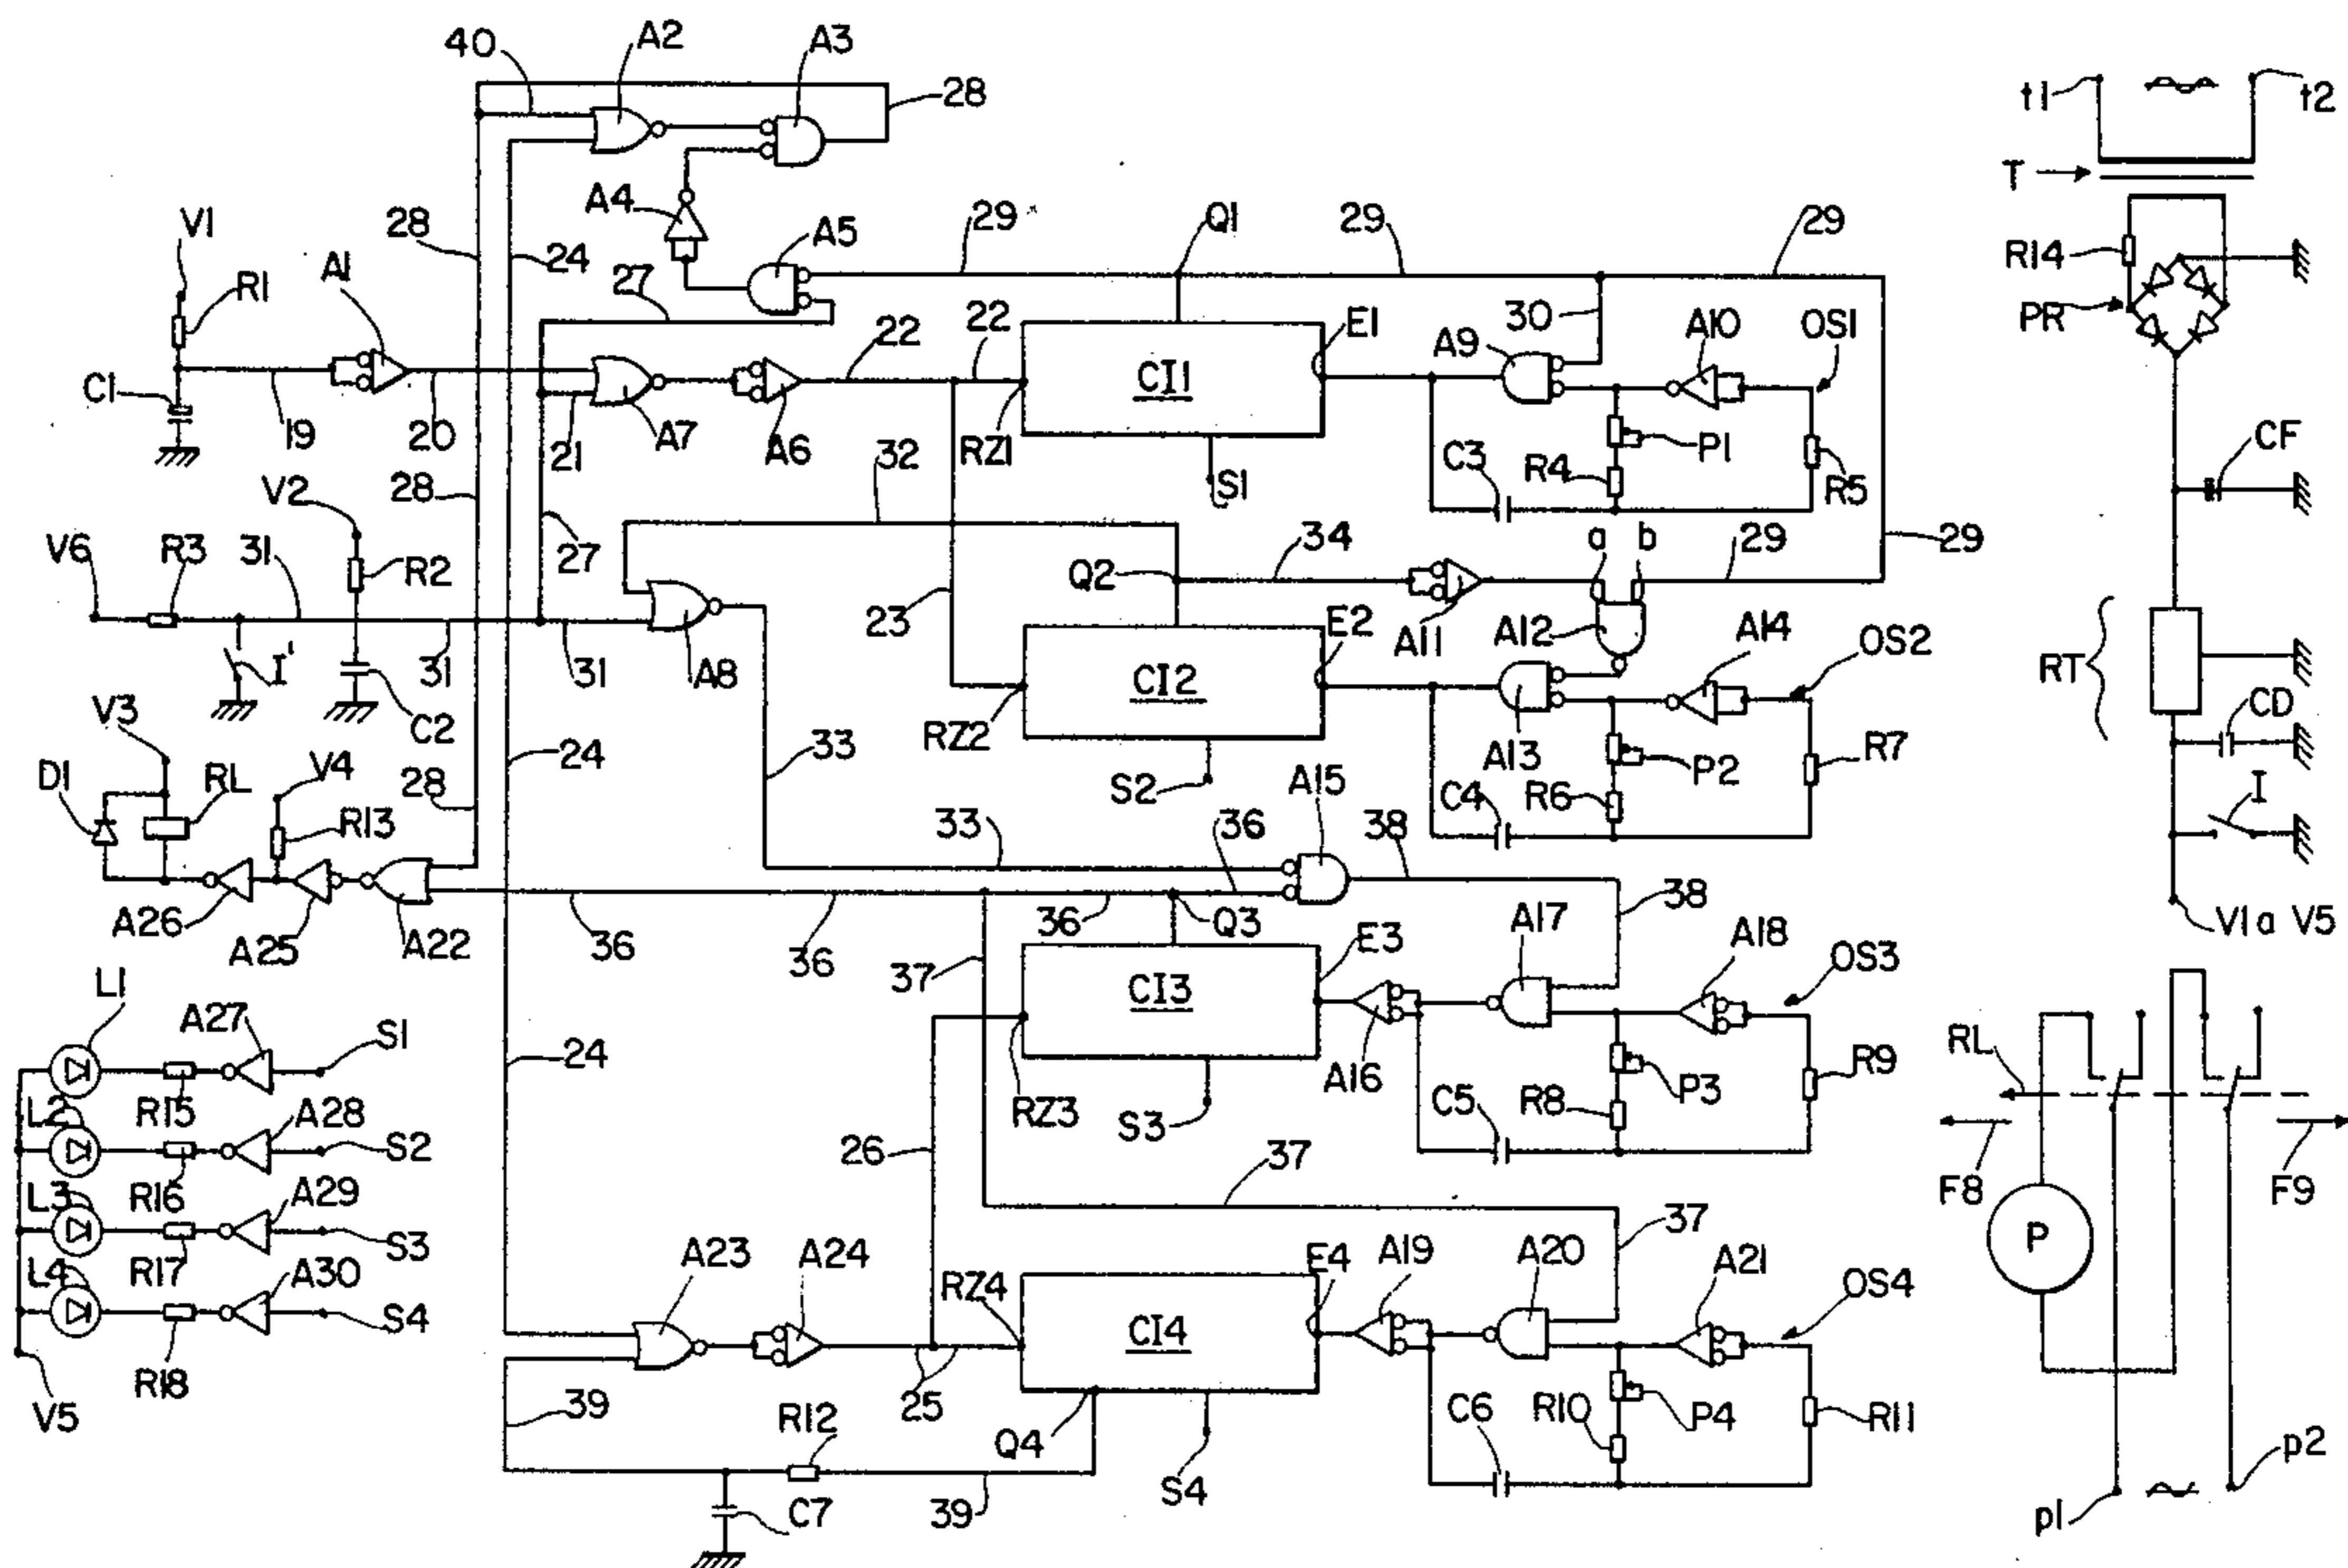 40 A2 A3
28
t1 t2
T
V1 28 24 A4 A5 29 Q1 29 29
R1 A1 27 22 22 E1 30 A9 A10 OS1
R14
PR
C1 CI1
19 20 21 A7 A6 RZ1 S1 C3 R4 P1 R5
CF
V2 28 32
V6 R3 31 R2 27 Q2 34 a b 29 29
23 E2 A11 A12 A14 OS2
I' 31 31 A8 CI2
RT
V3 C2 RZ2 A13 P2 R7
CD
D1 RL V4 28 24 33 S2 A15 C4 R6
I
R13 33 36 38
A26 A25 A22 36 36 36 Q3 A17 38 A18
V1a V5
L1 37 E3 OS3
A27 S1 CI3
24 RL
R15 RZ3 A16 P3 R9
L2 A28 S2 S3 C5 R8
R16 26 37
F8 F9
L3 A29 S3
R17 P
L4 A30 S4 A23 A24 RZ4 E4 A19 A20 37 A21 OS4
R18 CI4
V5 39 R12 25 Q4 C6 R10 P4 R11
S4 p2
C7 39 p1